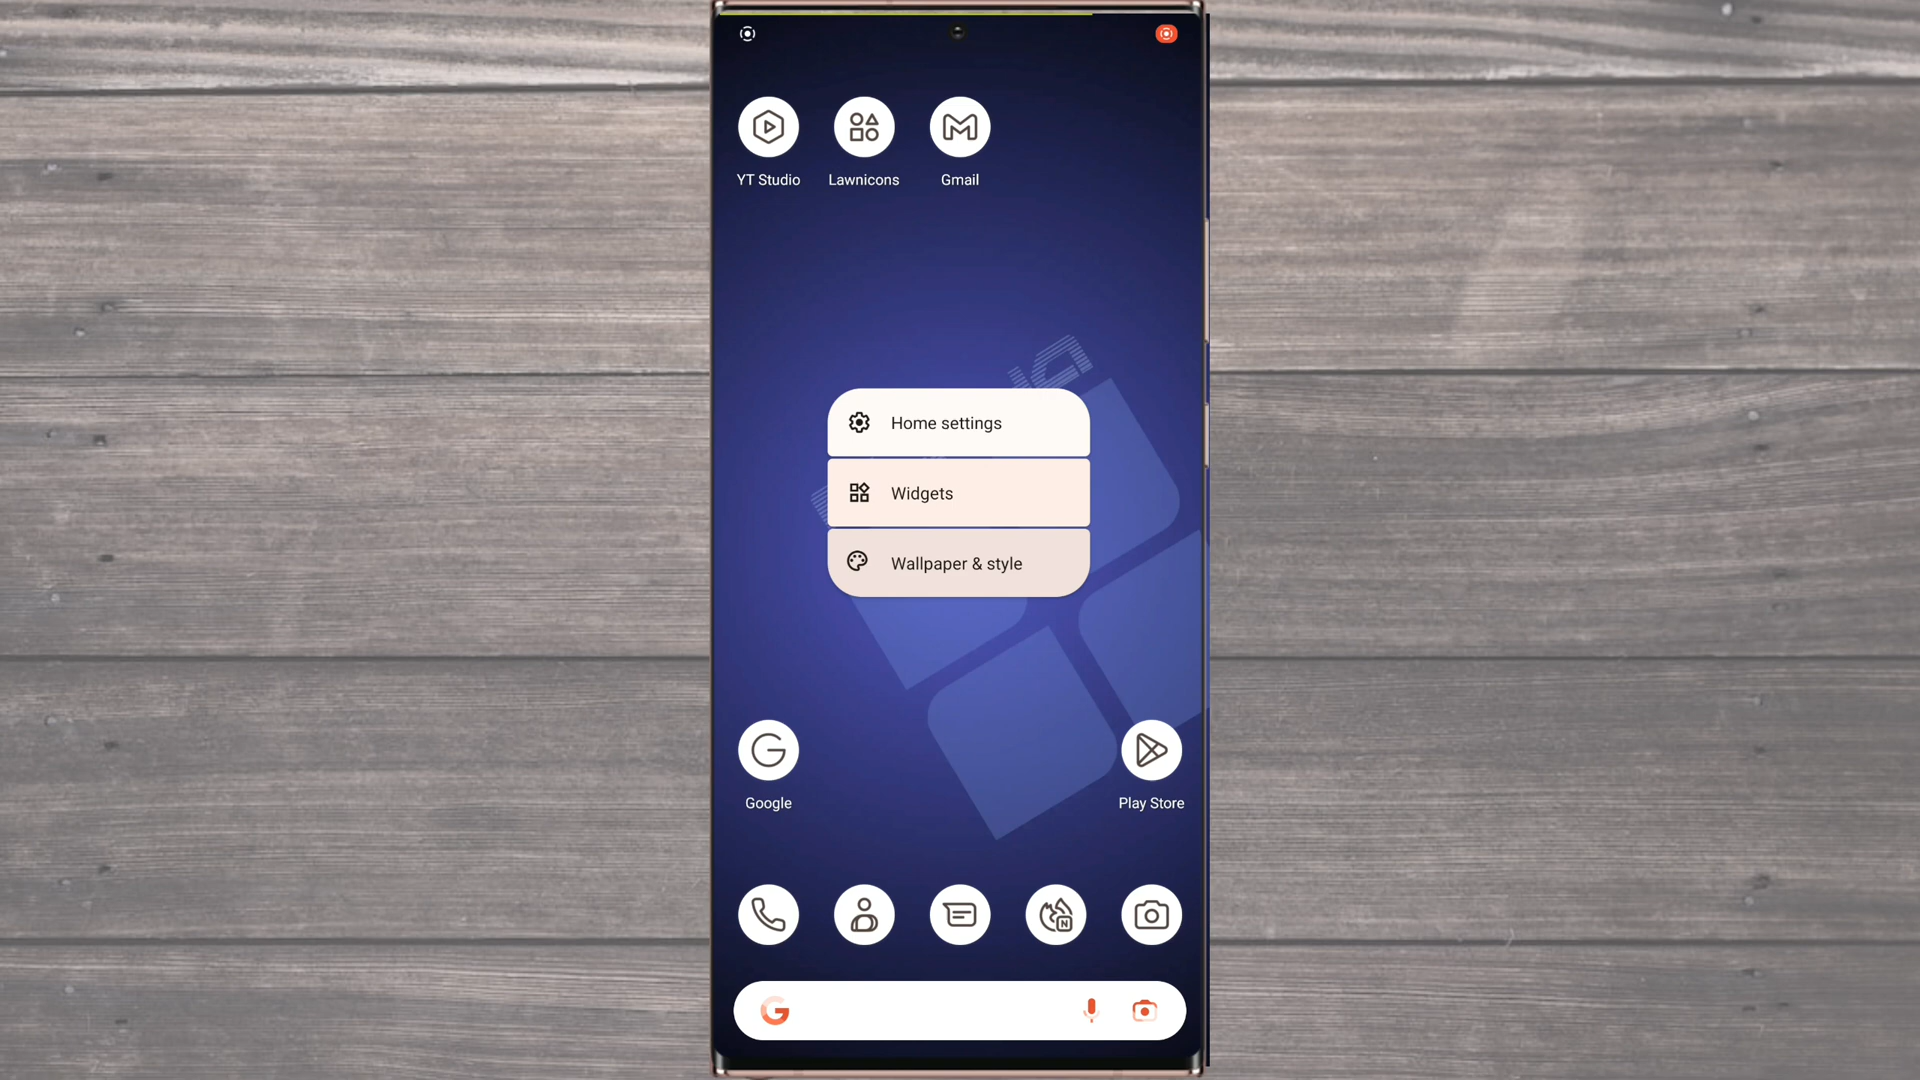 YT Studio Lawnicons Gmail
Home settings
Widgets
Wallpaper & style
Google Play Store